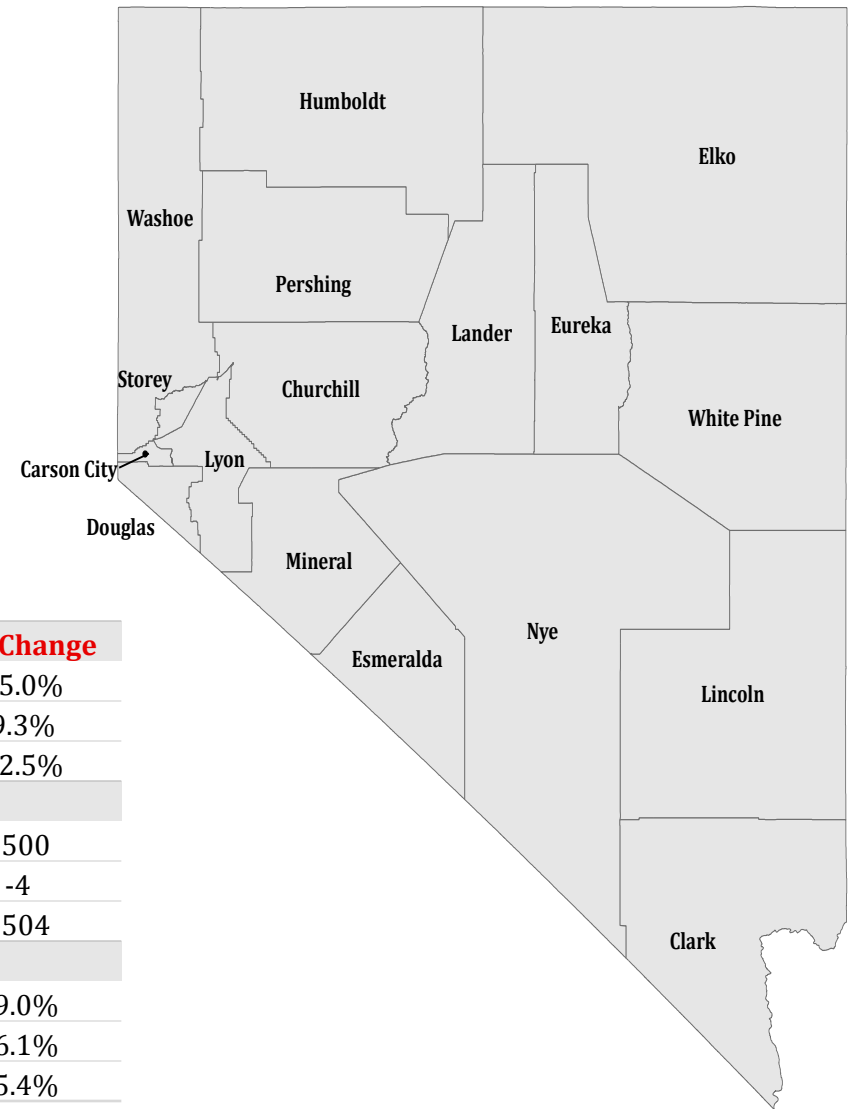 Humboldt
Elko
Washoe
Pershing
Lander
Eureka
Storey
Churchill
White Pine
Lyon
Carson City
Douglas
Mineral
Nye
Esmeralda
Lincoln
Clark
Change
5.0%
9.3%
2.5%
500
-4
504
9.0%
6.1%
5.4%